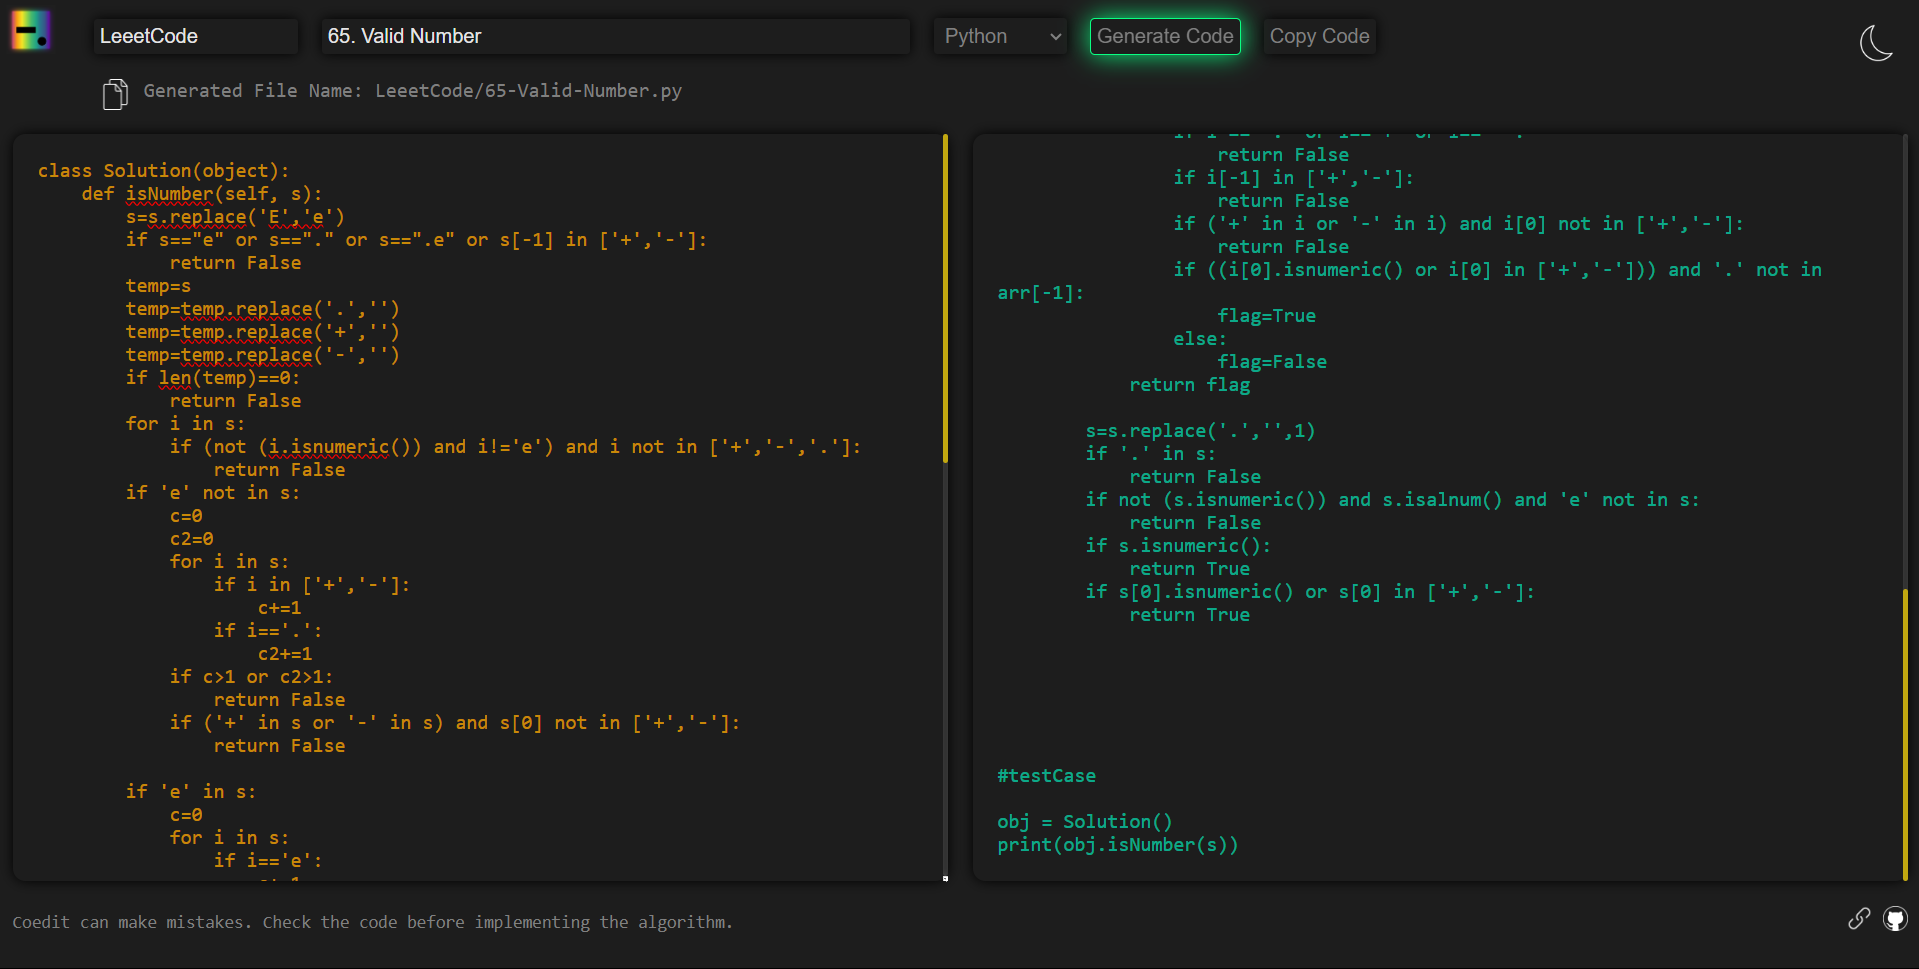 LeeetCode
65. Valid Number
Python
Generate Code
Copy Code
Generated File Name: LeeetCode/65-Valid-Number.py
class Solution(object):
    def isNumber(self, s):
        s=s.replace('E','e')
        if s=="e" or s=="." or s==".e" or s[-1] in ['+','-']:
            return False
        temp=s
        temp=temp.replace('.','')
        temp=temp.replace('+','')
        temp=temp.replace('-','')
        if len(temp)==0:
            return False
        for i in s:
            if (not (i.isnumeric()) and i!='e') and i not in ['+','-','.']:
                return False
        if 'e' not in s:
            c=0
            c2=0
            for i in s:
                if i in ['+','-']:
                    c+=1
                if i=='.':
                    c2+=1
            if c>1 or c2>1:
                return False
            if ('+' in s or '-' in s) and s[0] not in ['+','-']:
                return False
        if 'e' in s:
            c=0
            for i in s:
                if i=='e':
                    return False
                if i[-1] in ['+','-']:
                    return False
                if ('+' in i or '-' in i) and i[0] not in ['+','-']:
                    return False
                if ((i[0].isnumeric() or i[0] in ['+','-'])) and '.' not in
arr[-1]:
                    flag=True
                else:
                    flag=False
            return flag
        s=s.replace('.','',1)
        if '.' in s:
            return False
        if not (s.isnumeric()) and s.isalnum() and 'e' not in s:
            return False
        if s.isnumeric():
            return True
        if s[0].isnumeric() or s[0] in ['+','-']:
            return True
#testCase
obj = Solution()
print(obj.isNumber(s))
Coedit can make mistakes. Check the code before implementing the algorithm.